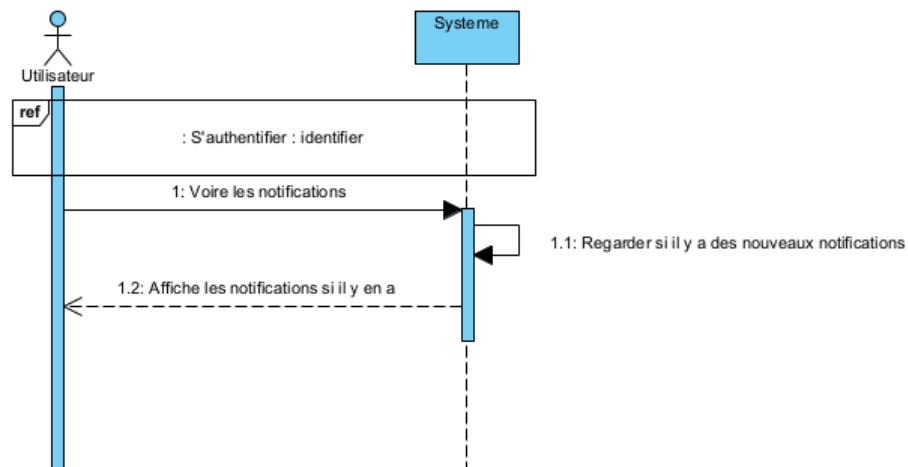 Systeme
Utilisateur
ref
: S'authentifier : identifier
1: Voire les notifications
1.1: Regarder si il y a des nouveaux notifications
1.2: Affiche les notifications si il y en a